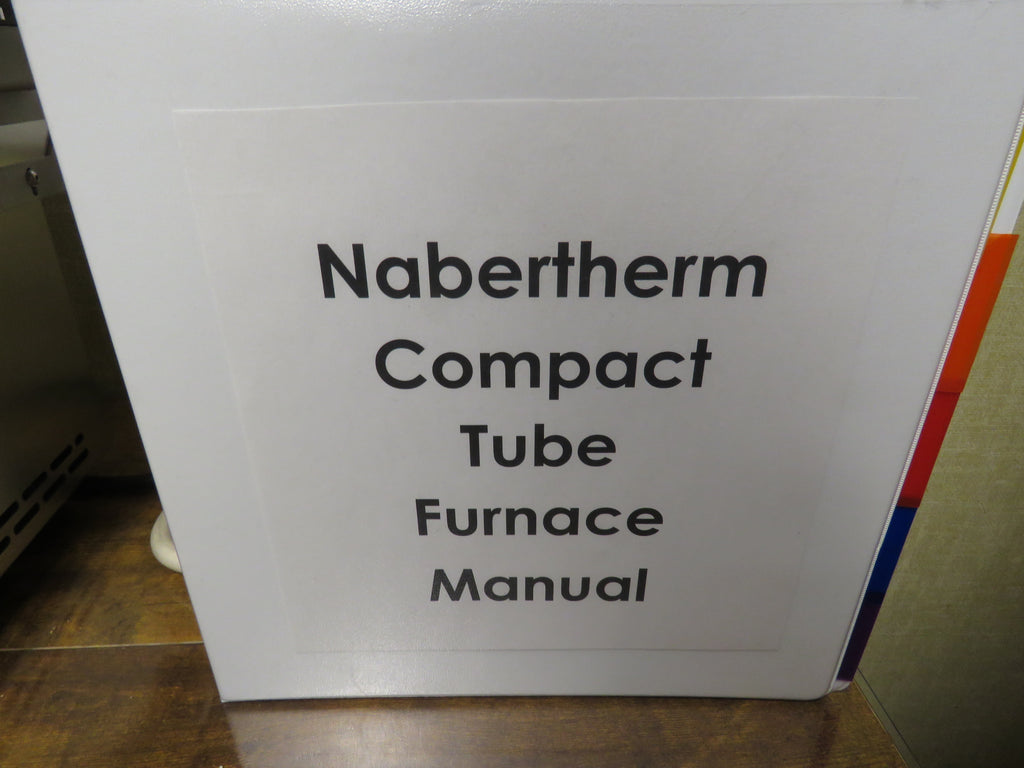 Nabertherm
Compact
Tube
Furnace
Manual